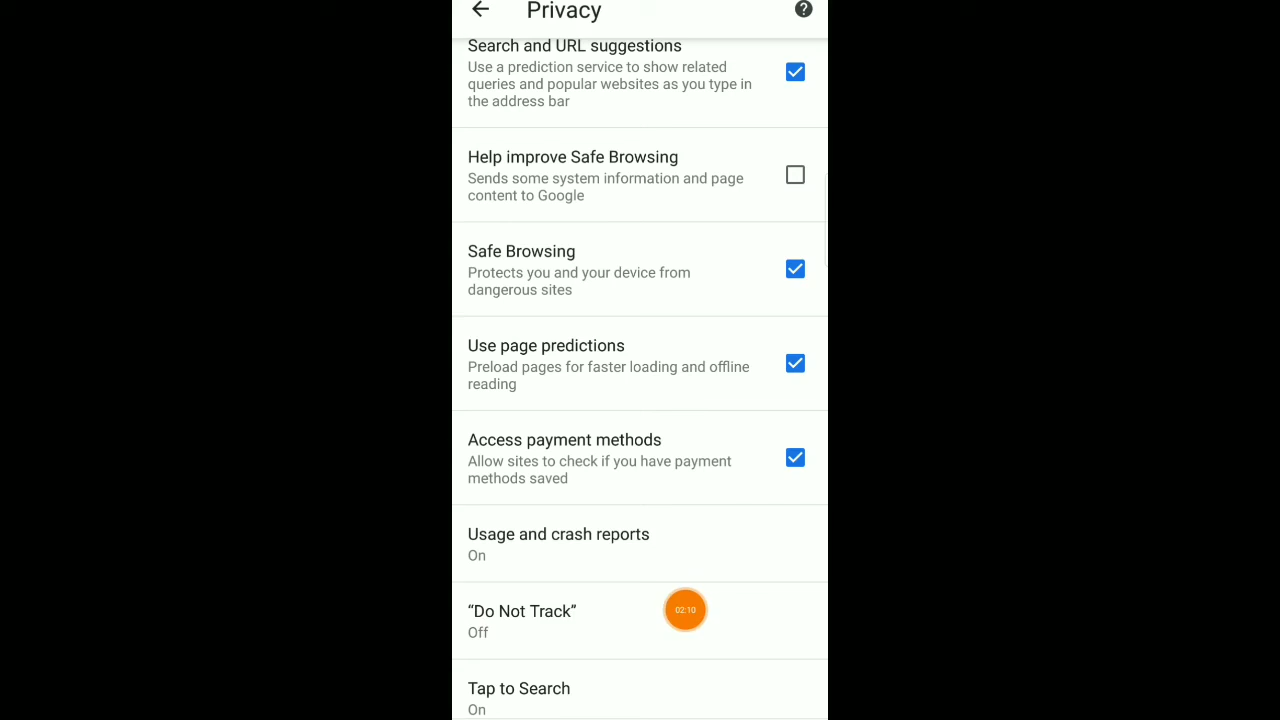 Privacy
Search and URL suggestions
Use a prediction service to show related
queries and popular websites as you type in
the address bar
Help improve Safe Browsing
Sends some system information and page
content to Google
Safe Browsing
Protects you and your device from
dangerous sites
Use page predictions
Preload pages for faster loading and offline
reading
Access payment methods
Allow sites to check if you have payment
methods saved
Usage and crash reports
On
“Do Not Track”
02:10
Off
Tap to Search
On